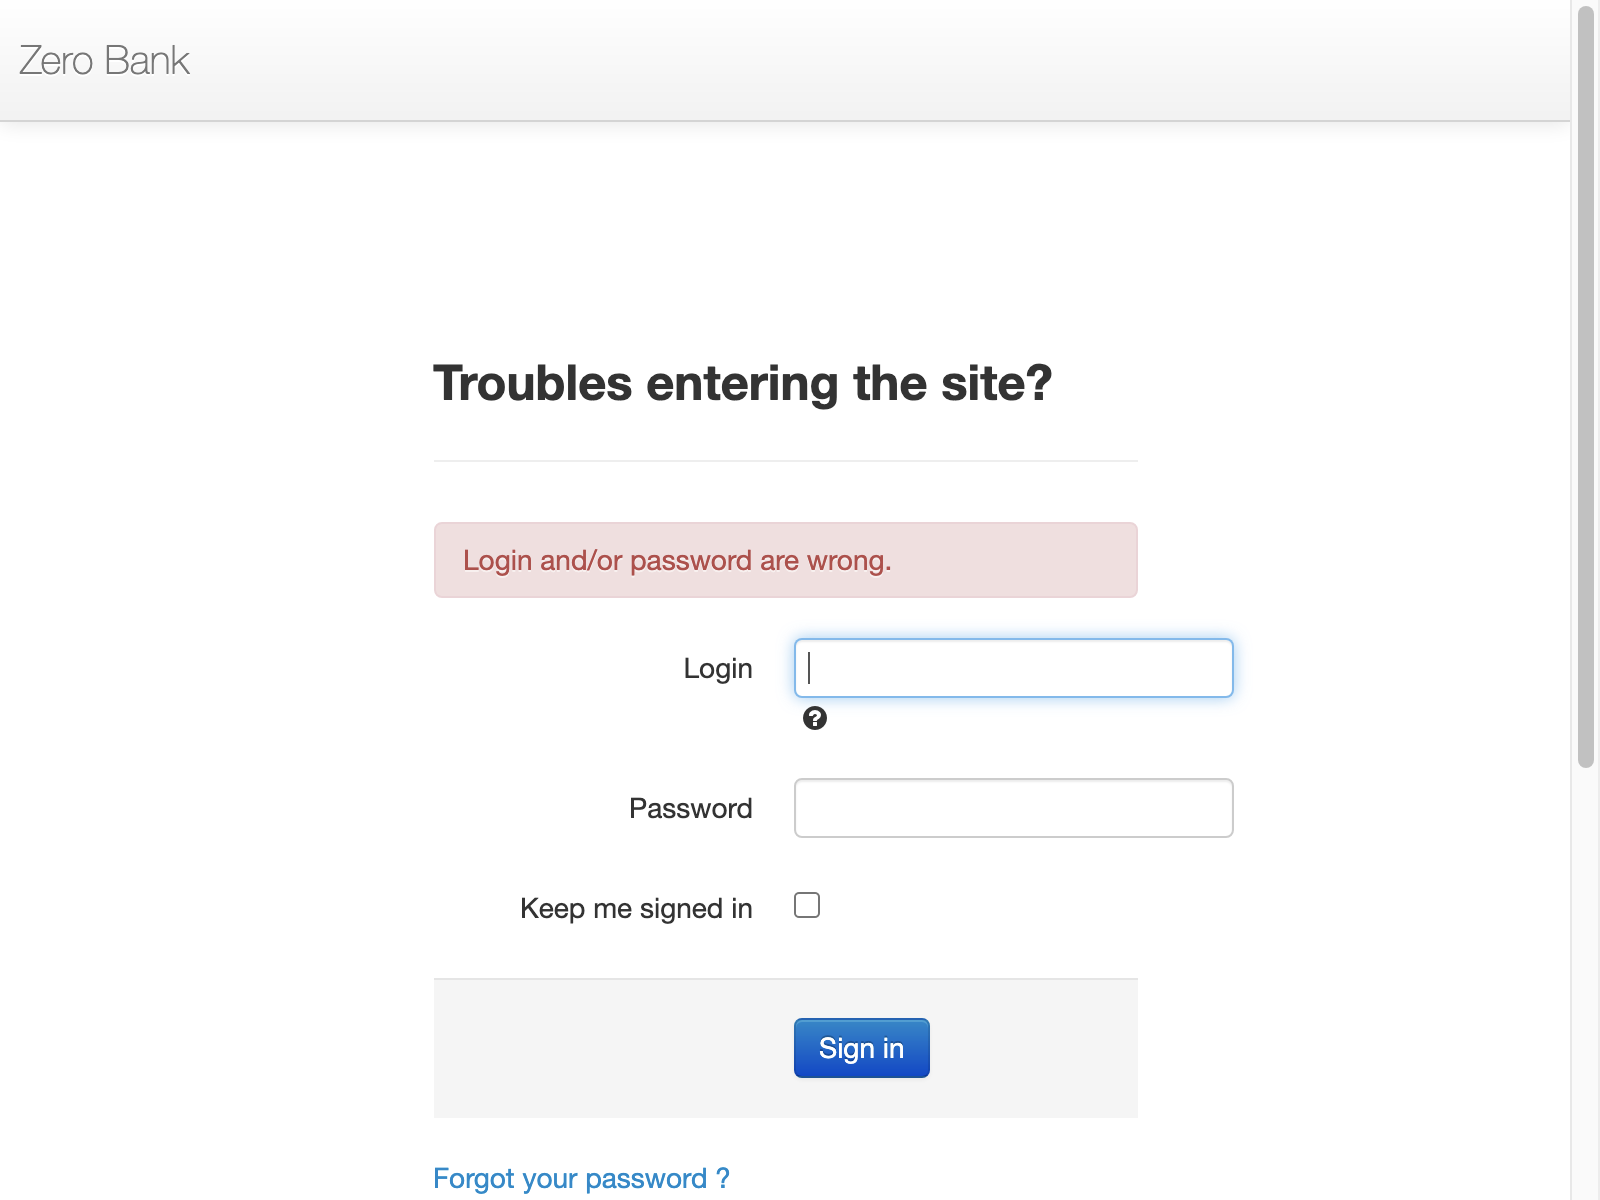 Zero Bank
Troubles entering the site?
Login and/or password are wrong.
Login
?
Password
Keep me signed in
Sign in
Forgot your password ?